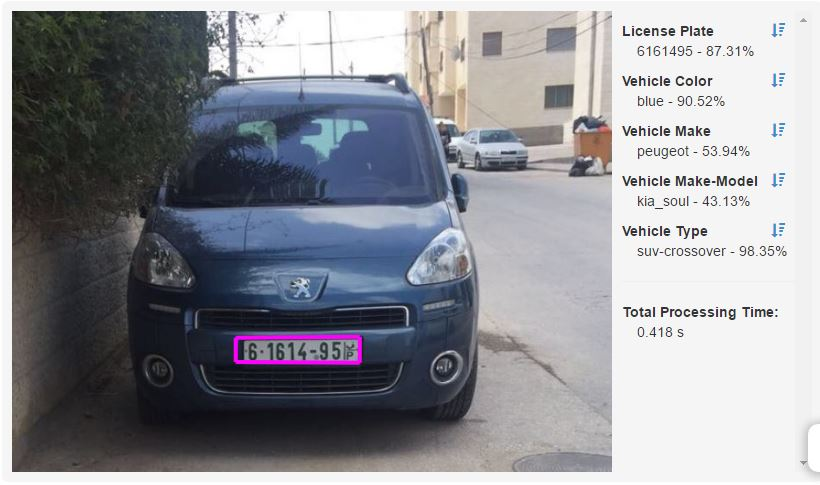 6-1614-95 P
License Plate
6161495 - 87.31%
Vehicle Color
blue - 90.52%
Vehicle Make
peugeot - 53.94%
Vehicle Make-Model
kia_soul - 43.13%
Vehicle Type
suv-crossover - 98.35%
Total Processing Time:
0.418 s